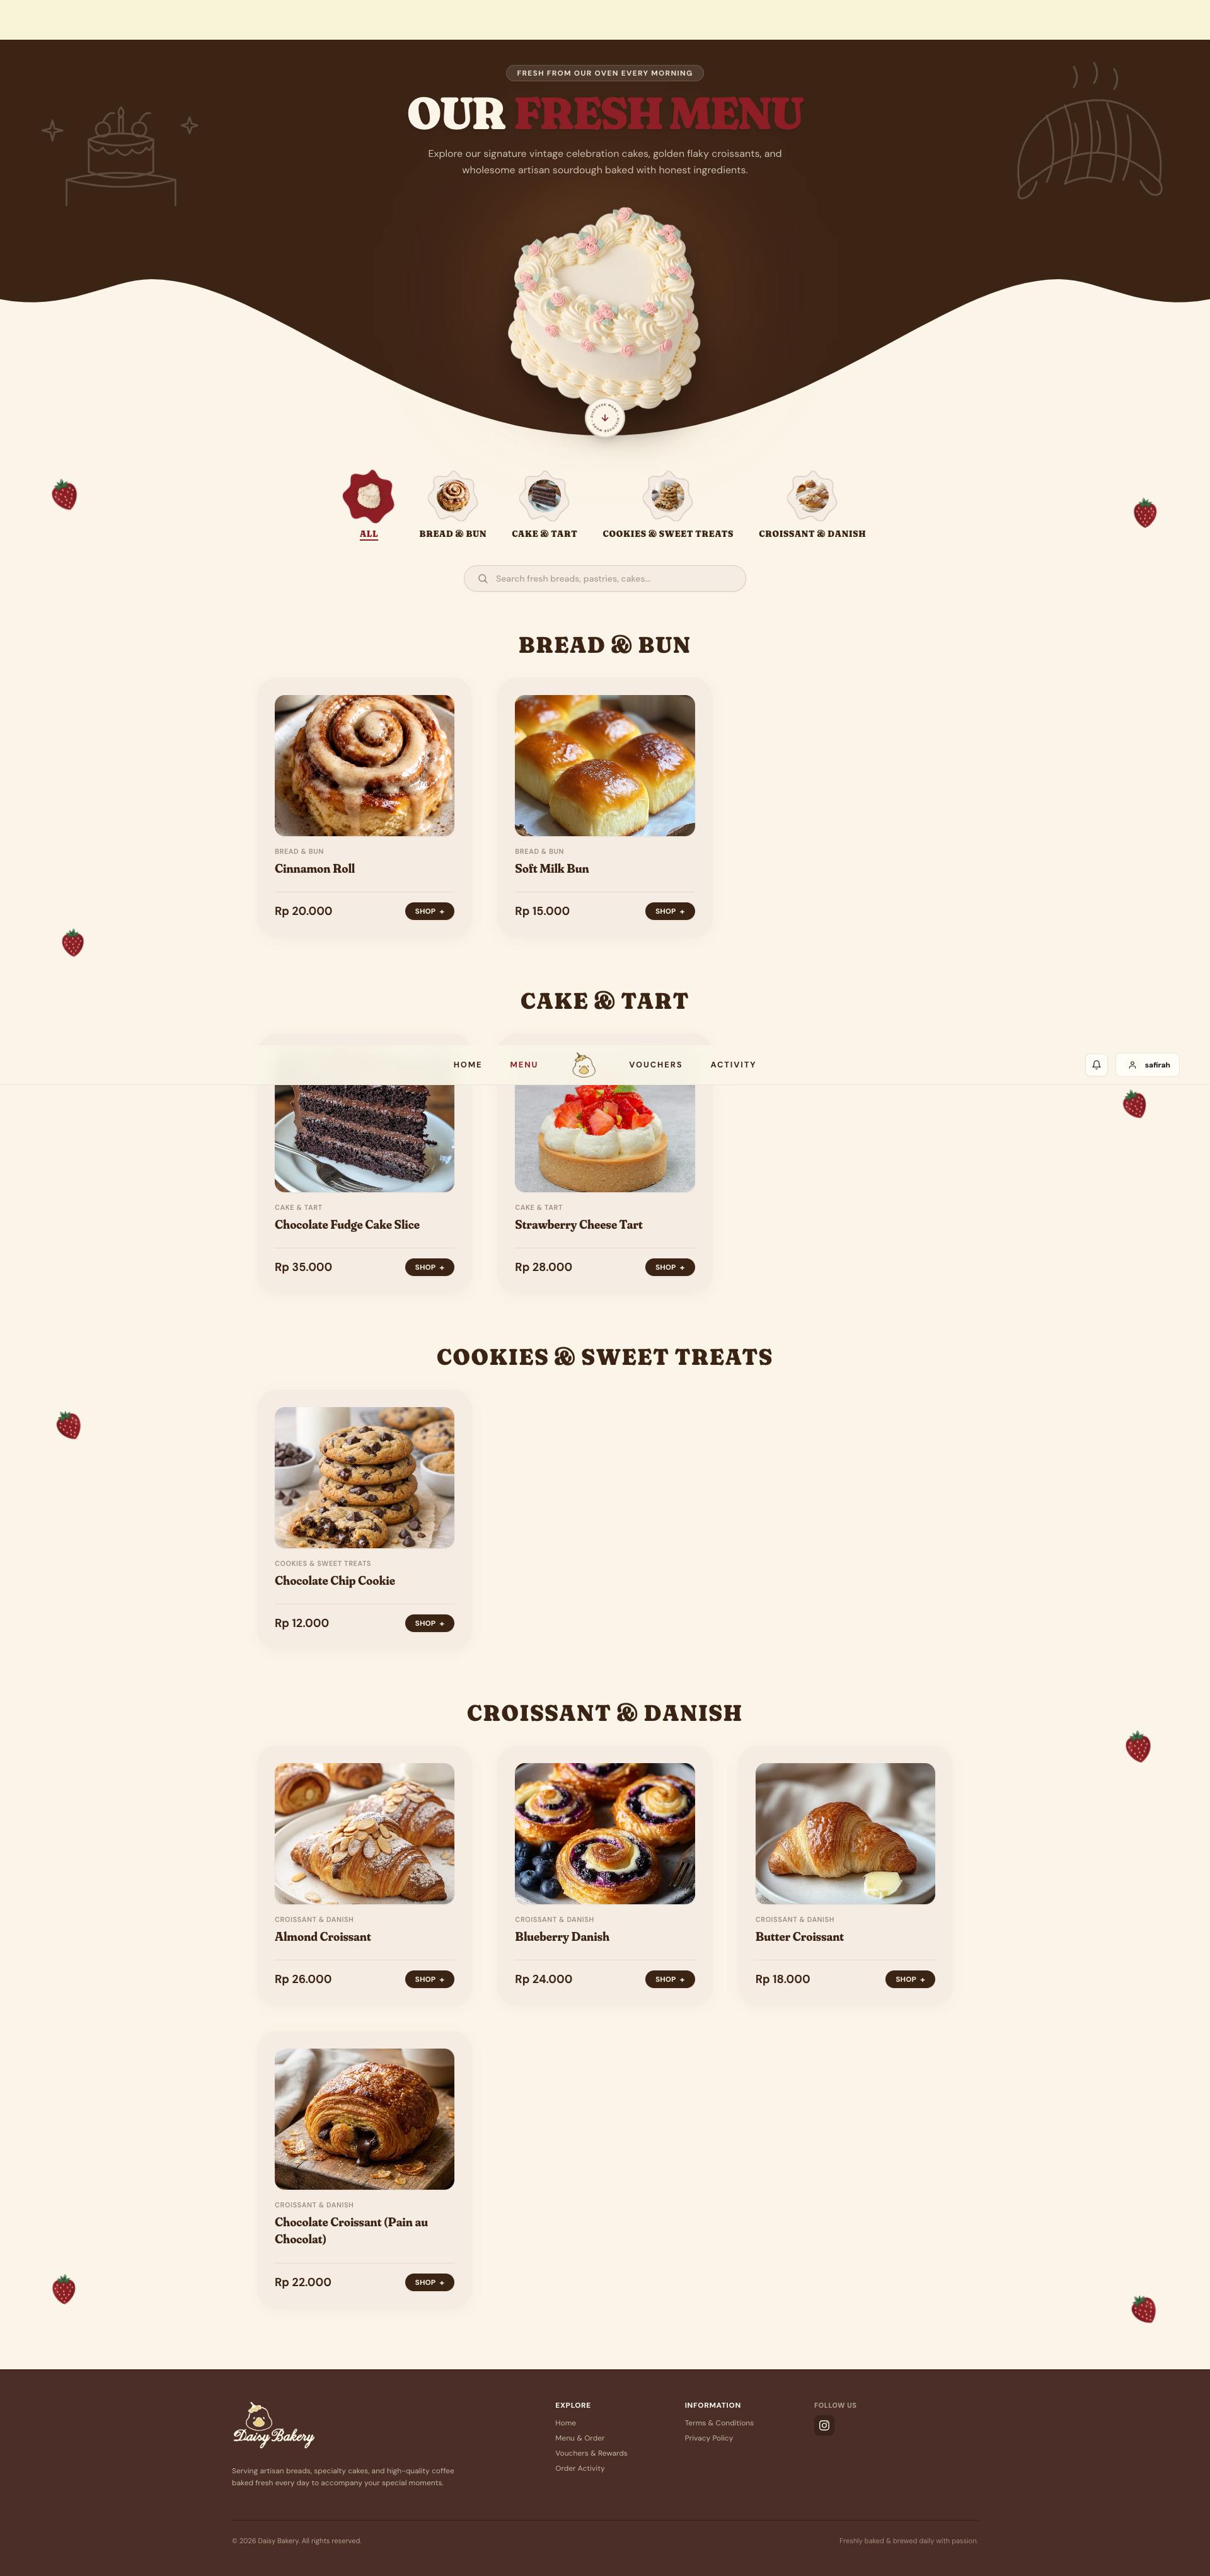 FRESH FROM OUR OVEN EVERY MORNING
OUR FRESH MENU
Explore our signature vintage celebration cakes, golden flaky croissants, and
wholesome artisan sourdough baked with honest ingredients.
ALL
BREAD & BUN
CAKE & TART
COOKIES & SWEET TREATS
CROISSANT & DANISH
Search fresh breads, pastries, cakes...
BREAD & BUN
BREAD & BUN
Cinnamon Roll
Rp 20.000
SHOP +
BREAD & BUN
Soft Milk Bun
Rp 15.000
SHOP +
CAKE & TART
HOME
MENU
VOUCHERS
ACTIVITY
safirah
CAKE & TART
Chocolate Fudge Cake Slice
Rp 35.000
SHOP +
CAKE & TART
Strawberry Cheese Tart
Rp 28.000
SHOP +
COOKIES & SWEET TREATS
COOKIES & SWEET TREATS
Chocolate Chip Cookie
Rp 12.000
SHOP +
CROISSANT & DANISH
CROISSANT & DANISH
Almond Croissant
Rp 26.000
SHOP +
CROISSANT & DANISH
Blueberry Danish
Rp 24.000
SHOP +
CROISSANT & DANISH
Butter Croissant
Rp 18.000
SHOP +
CROISSANT & DANISH
Chocolate Croissant (Pain au
Chocolat)
Rp 22.000
SHOP +
Daisy Bakery
Serving artisan breads, specialty cakes, and high-quality coffee
baked fresh every day to accompany your special moments.
EXPLORE
Home
Menu & Order
Vouchers & Rewards
Order Activity
INFORMATION
Terms & Conditions
Privacy Policy
FOLLOW US
© 2026 Daisy Bakery. All rights reserved.
Freshly baked & brewed daily with passion.